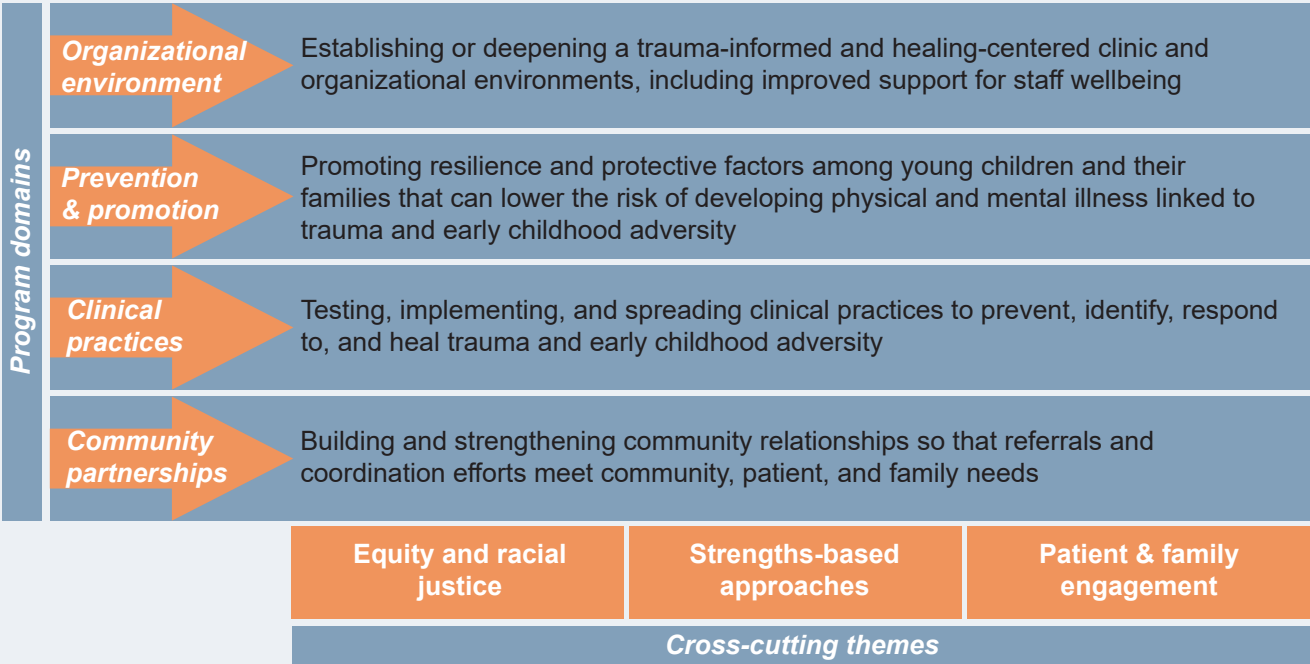 Program domains
Organizational
environment
Establishing or deepening a trauma-informed and healing-centered clinic and
organizational environments, including improved support for staff wellbeing
Prevention
& promotion
Promoting resilience and protective factors among young children and their
families that can lower the risk of developing physical and mental illness linked to
trauma and early childhood adversity
Clinical
practices
Testing, implementing, and spreading clinical practices to prevent, identify, respond
to, and heal trauma and early childhood adversity
Community
partnerships
Building and strengthening community relationships so that referrals and
coordination efforts meet community, patient, and family needs
Equity and racial
justice
Strengths-based
approaches
Patient & family
engagement
Cross-cutting themes